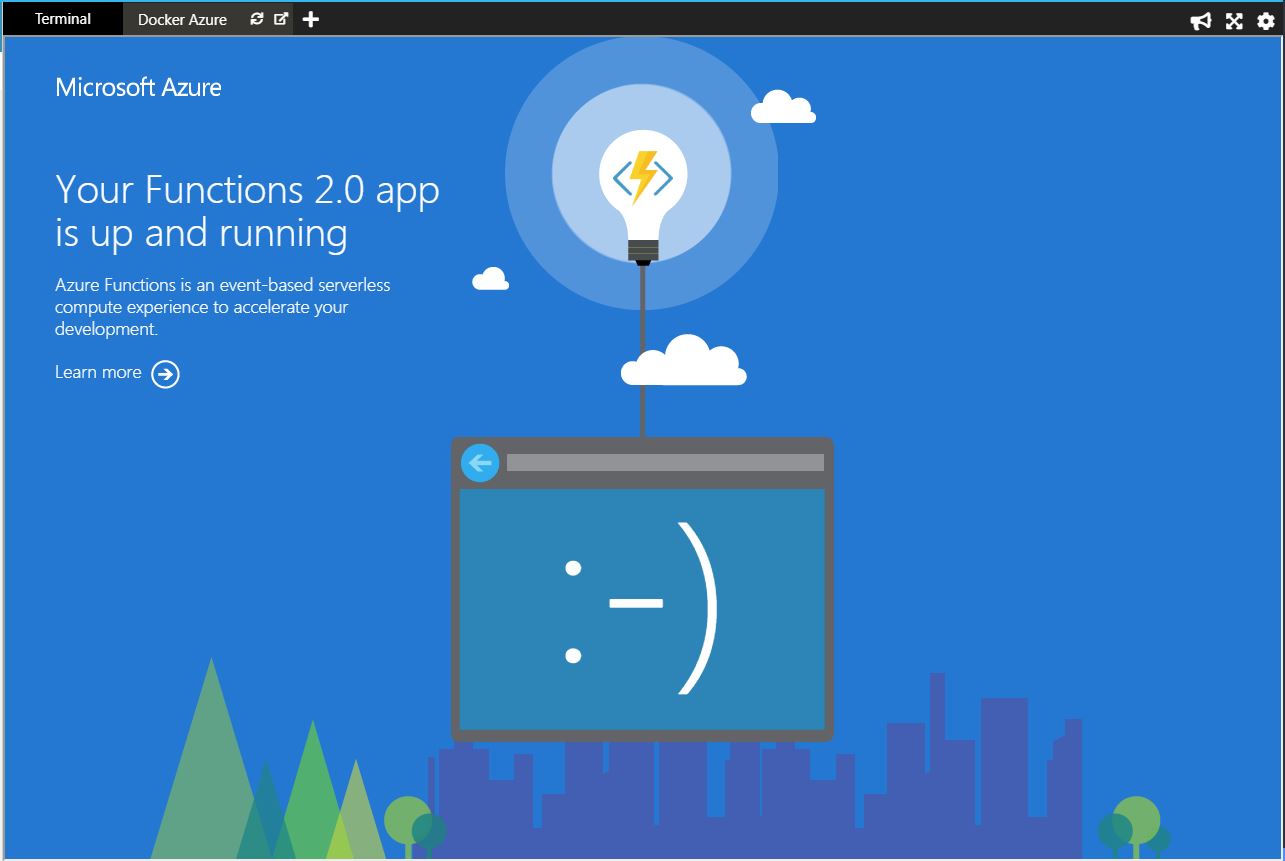 Terminal
Docker Azure
Microsoft Azure
Your Functions 2.0 app
is up and running
Azure Functions is an event-based serverless
compute experience to accelerate your
development.
Learn more
:-)